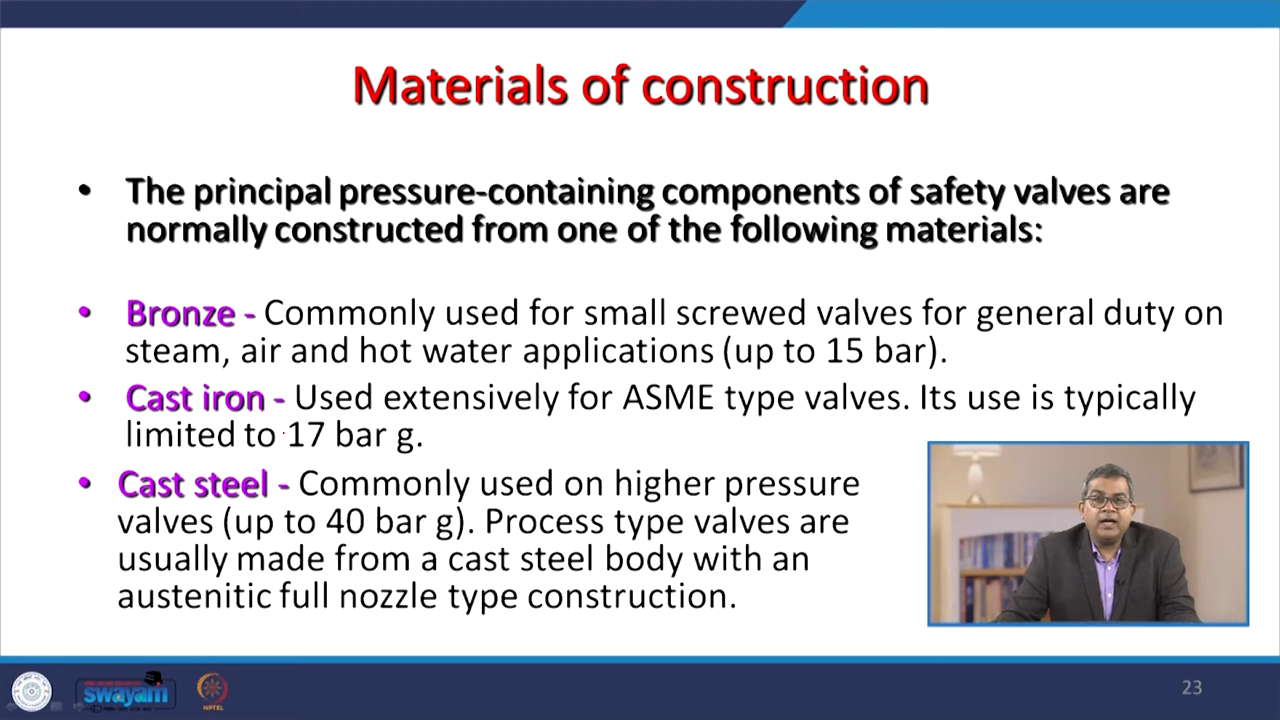 Materials of construction
• The principal pressure-containing components of safety valves are
normally constructed from one of the following materials:
• Bronze - Commonly used for small screwed valves for general duty on
steam, air and hot water applications (up to 15 bar).
• Cast iron - Used extensively for ASME type valves. Its use is typically
limited to 17 bar g.
• Cast steel - Commonly used on higher pressure
valves (up to 40 bar g). Process type valves are
usually made from a cast steel body with an
austenitic full nozzle type construction.
swayam
NPTEL
23